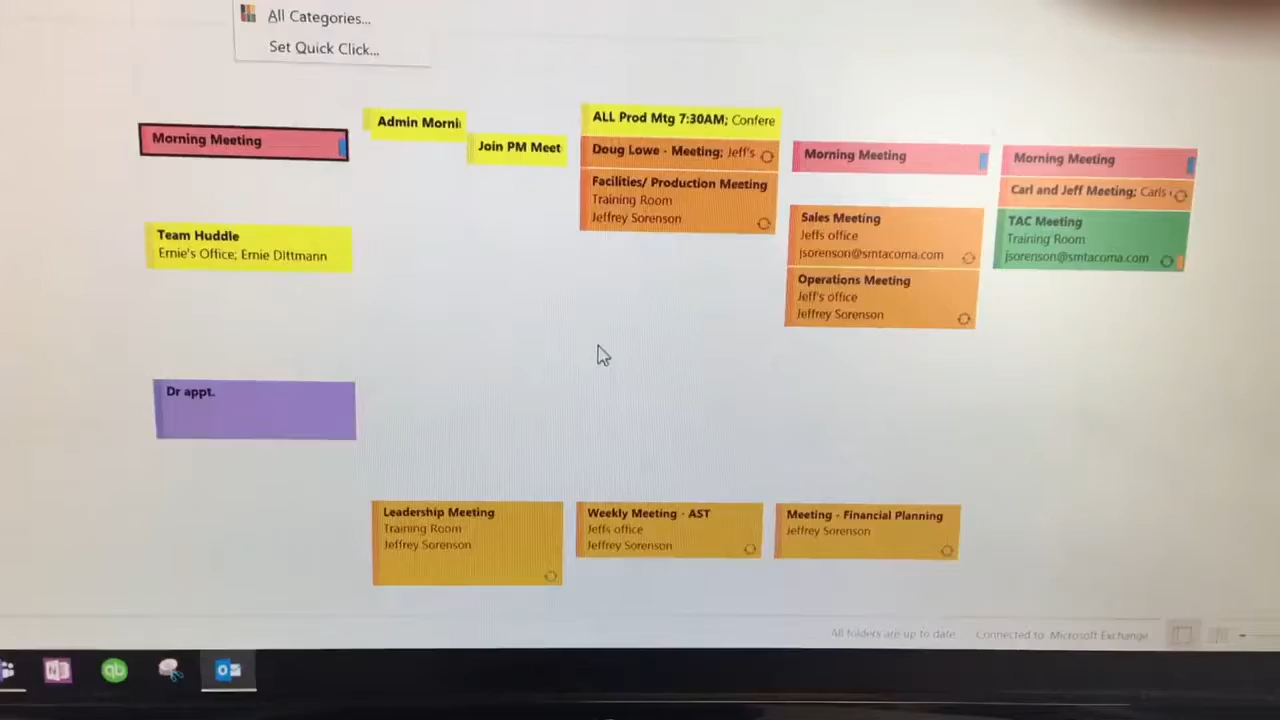 All Categories...
Set Quick Click...
Morning Meeting
Team Huddle
Ernie's Office; Ernie Dittmann
Dr appt.
Admin Morni
Join PM Meet
Leadership Meeting
Training Room
Jeffrey Sorenson
ALL Prod Mtg 7:30AM; Confere
Doug Lowe - Meeting; Jeff's
Facilities/ Production Meeting
Training Room
Jeffrey Sorenson
Weekly Meeting - AST
Jeffs office
Jeffrey Sorenson
Morning Meeting
Sales Meeting
Jeffs office
jsorenson@smtacoma.com
Operations Meeting
Jeff's office
Jeffrey Sorenson
Meeting - Financial Planning
Jeffrey Sorenson
Morning Meeting
Carl and Jeff Meeting; Carls
TAC Meeting
Training Room
jsorenson@smtacoma.com
All folders are up to date.
Connected to: Microsoft Exchange
N
qb
O